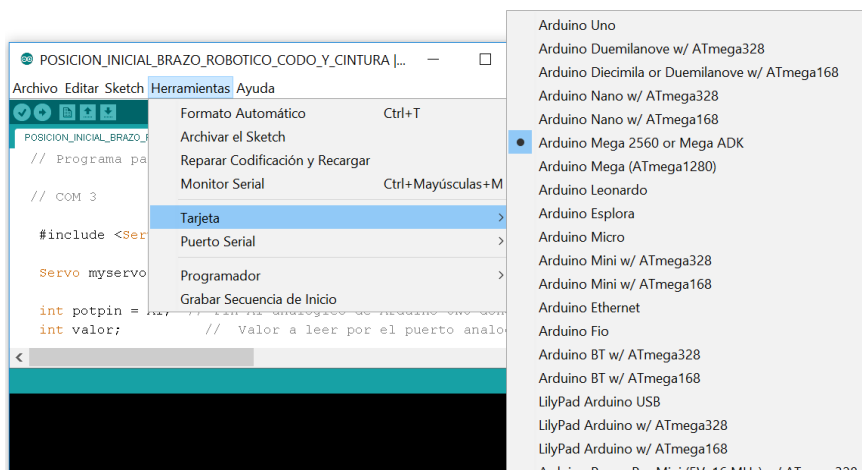 POSICION_INICIAL_BRAZO_ROBOTICO_CODO_Y_CINTURA |...
Archivo Editar Sketch Herramientas Ayuda
POSICION_INICIAL_BRAZO_
// Programa pa
// COM 3
#include <Ser
Servo myservo
int potpin =
int valor; // Valor a leer por el puerto analo
Formato Automático Ctrl+T
Archivar el Sketch
Reparar Codificación y Recargar
Monitor Serial Ctrl+Mayúsculas+M
Tarjeta
Puerto Serial
Programador
Grabar Secuencia de Inicio
Arduino Uno
Arduino Duemilanove w/ ATmega328
Arduino Diecimila or Duemilanove w/ ATmega168
Arduino Nano w/ ATmega328
Arduino Nano w/ ATmega168
Arduino Mega 2560 or Mega ADK
Arduino Mega (ATmega1280)
Arduino Leonardo
Arduino Esplora
Arduino Micro
Arduino Mini w/ ATmega328
Arduino Mini w/ ATmega168
Arduino Ethernet
Arduino Fio
Arduino BT w/ ATmega328
Arduino BT w/ ATmega168
LilyPad Arduino USB
LilyPad Arduino w/ ATmega328
LilyPad Arduino w/ ATmega168